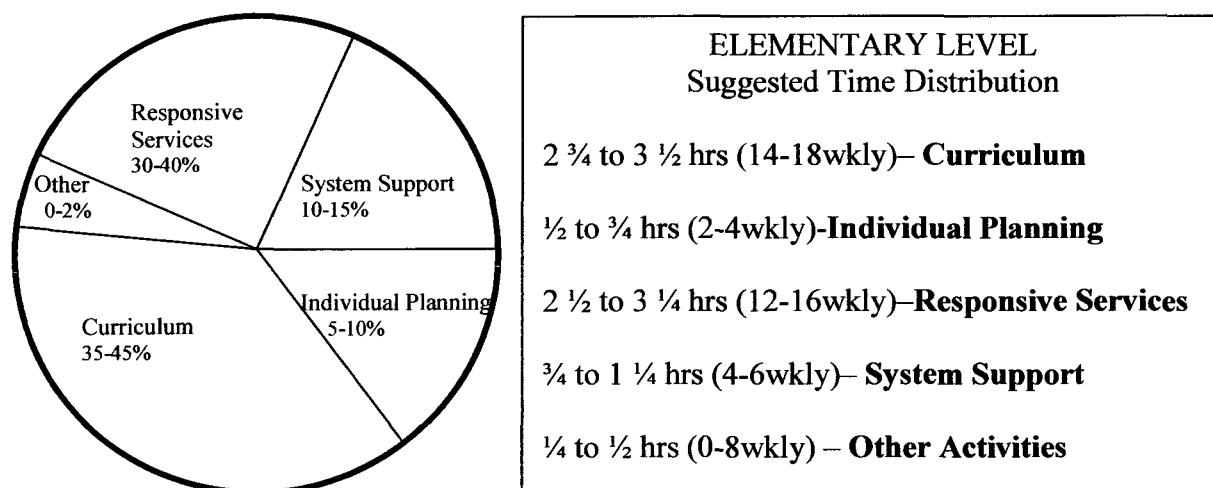 Responsive
Services
30-40%
Other
0-2%
System Support
10-15%
Individual Planning
5-10%
Curriculum
35-45%
ELEMENTARY LEVEL
Suggested Time Distribution
2 ¾ to 3 ½ hrs (14-18wkly)– Curriculum
½ to ¾ hrs (2-4wkly)-Individual Planning
2 ½ to 3 ¼ hrs (12-16wkly)–Responsive Services
¾ to 1 ¼ hrs (4-6wkly)– System Support
¼ to ½ hrs (0-8wkly) – Other Activities